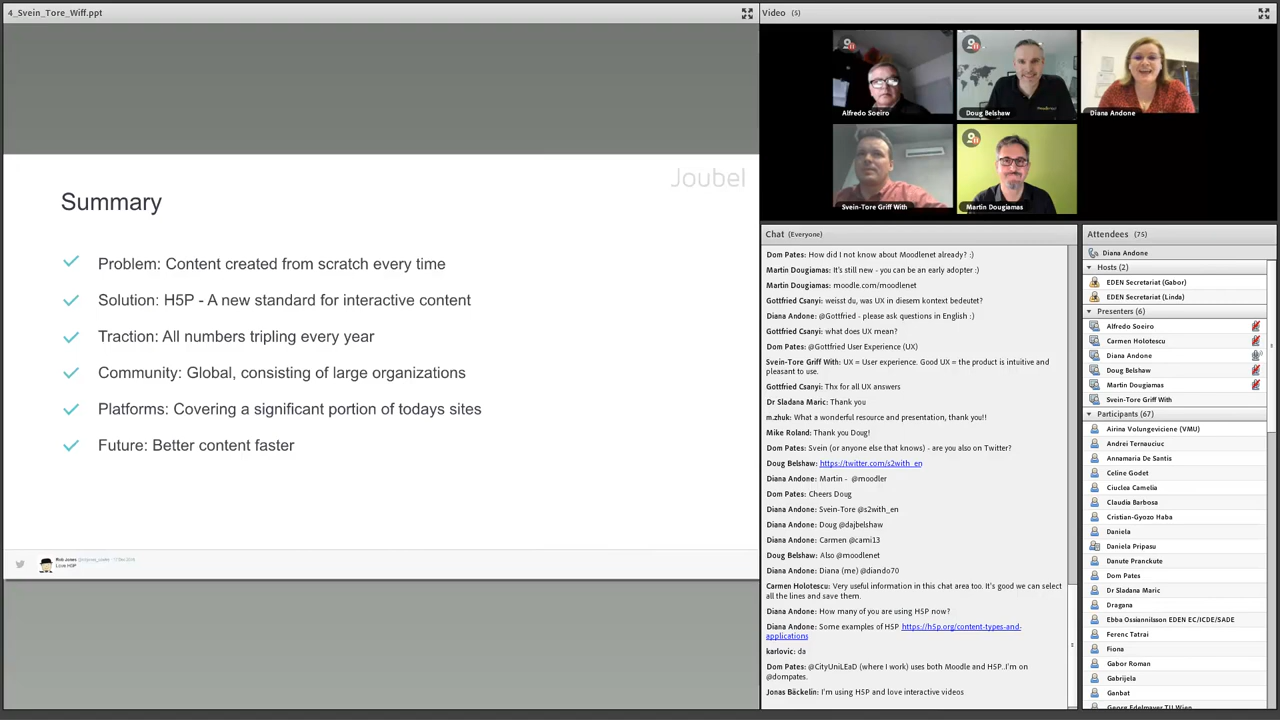 4_Svein_Tore_Wiff.ppt
Joubel
Summary
Problem: Content created from scratch every time
Solution: H5P - A new standard for interactive content
Traction: All numbers tripling every year
Community: Global, consisting of large organizations
Platforms: Covering a significant portion of todays sites
Future: Better content faster
Love H5P
Video (5)
Alfredo Soeiro
Doug Belshaw
Diana Andone
Svein-Tore Griff With
Martin Dougiamas
Chat (Everyone)
Dom Pates: How did I not know about Moodlenet already? :)
Martin Dougiamas: It's still new - you can be an early adopter :)
Martin Dougiamas: moodle.com/moodlenet
Gottfried Csanyi: weisst du, was UX in diesem kontext bedeutet?
Diana Andone: @Gottfried - please ask questions in English :)
Gottfried Csanyi: what does UX mean?
Dom Pates: @Gottfried User Experience (UX)
Svein-Tore Griff With: UX = User experience. Good UX = the product is intuitive and
pleasant to use.
Gottfried Csanyi: Thx for all UX answers
Dr Sladana Maric: Thank you
m.zhuk: What a wonderful resource and presentation, thank you!!
Mike Roland: Thank you Doug!
Dom Pates: Svein (or anyone else that knows) - are you also on Twitter?
Doug Belshaw: https://twitter.com/s2with_en
Diana Andone: Martin - @moodler
Dom Pates: Cheers Doug
Diana Andone: Svein-Tore @s2with_en
Diana Andone: Doug @dajbelshaw
Diana Andone: Carmen @cami13
Doug Belshaw: Also @moodlenet
Diana Andone: Diana (me) @diando70
Carmen Holotescu: Very useful information in this chat area too. It's good we can select
all the lines and save them.
Diana Andone: How many of you are using H5P now?
Diana Andone: Some examples of H5P https://h5p.org/content-types-and-
applications
karlovic: da
Dom Pates: @CityUniLEaD (where I work) uses both Moodle and H5P..I'm on
@dompates.
Jonas Bäckelin: I'm using H5P and love interactive videos
Attendees (75)
Diana Andone
Hosts (2)
EDEN Secretariat (Gabor)
EDEN Secretariat (Linda)
Presenters (6)
Alfredo Soeiro
Carmen Holotescu
Diana Andone
Doug Belshaw
Martin Dougiamas
Svein-Tore Griff With
Participants (67)
Airina Volungeviciene (VMU)
Andrei Ternauciuc
Annamaria De Santis
Celine Godet
Ciuclea Camelia
Claudia Barbosa
Cristian-Gyozo Haba
Daniela
Daniela Pripasu
Danute Pranckute
Dom Pates
Dr Sladana Maric
Dragana
Ebba Ossiannilsson EDEN EC/ICDE/SADE
Ferenc Tatrai
Fiona
Gabor Roman
Gabrijela
Ganbat
Georg Edelmayer TU Wien